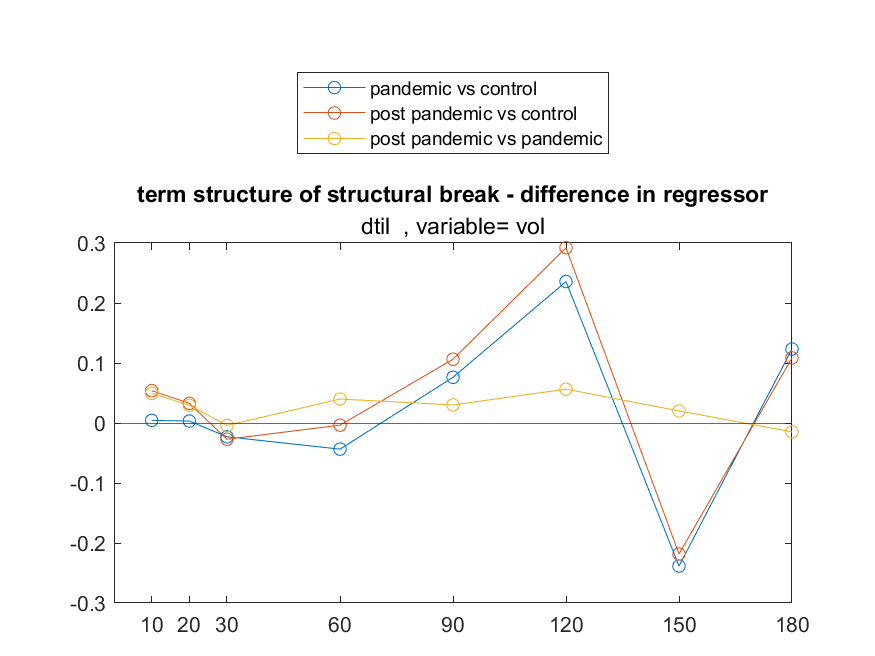 pandemic vs control
post pandemic vs control
post pandemic vs pandemic
term structure of structural break - difference in regressor
dtil  , variable= vol
0.3
0.2
0.1
0
-0.1
-0.2
-0.3
10 20 30 60 90 120 150 180